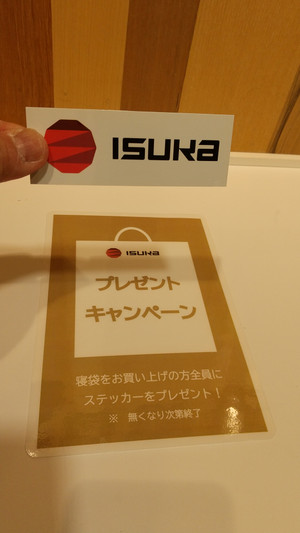 ISUKA
ISUKA
プレゼント
キャンペーン
寝袋をお買い上げの方全員に
ステッカーをプレゼント！
※ 無くなり次第終了